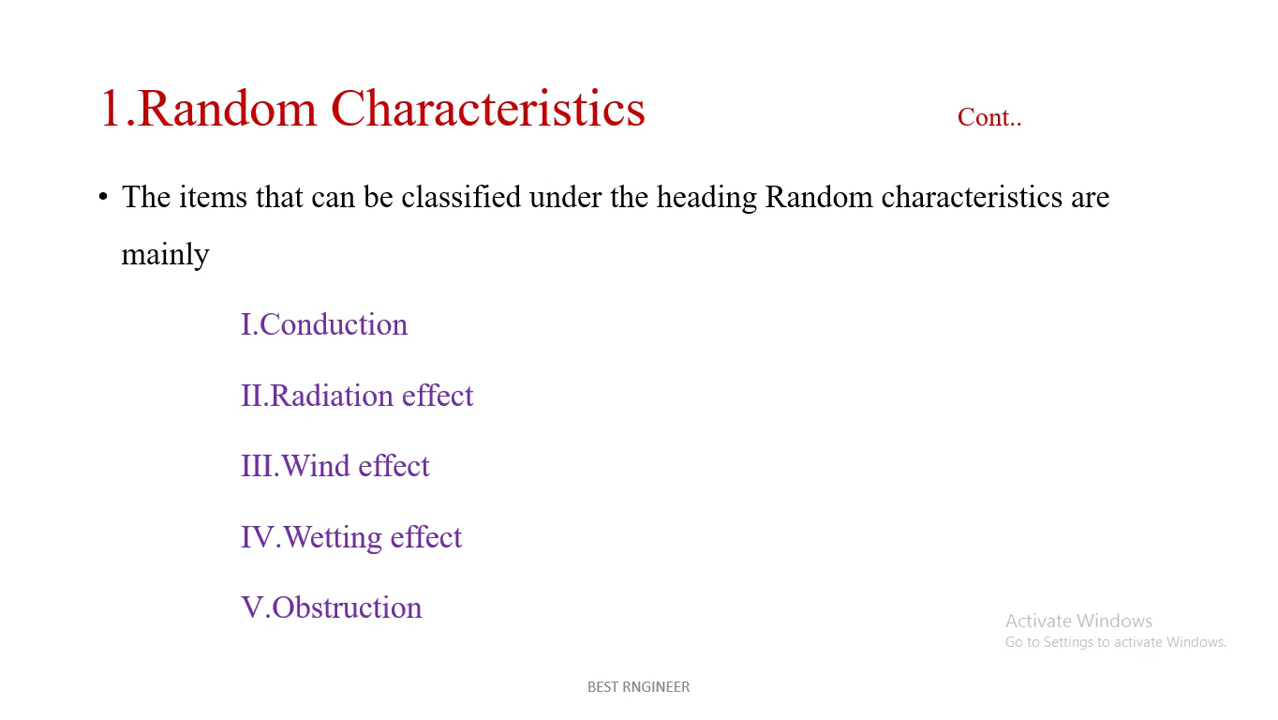 1.Random Characteristics Cont..
• The items that can be classified under the heading Random characteristics are
mainly
I.Conduction
II.Radiation effect
III.Wind effect
IV.Wetting effect
V.Obstruction
Activate Windows
Go to Settings to activate Windows.
BEST RNGINEER